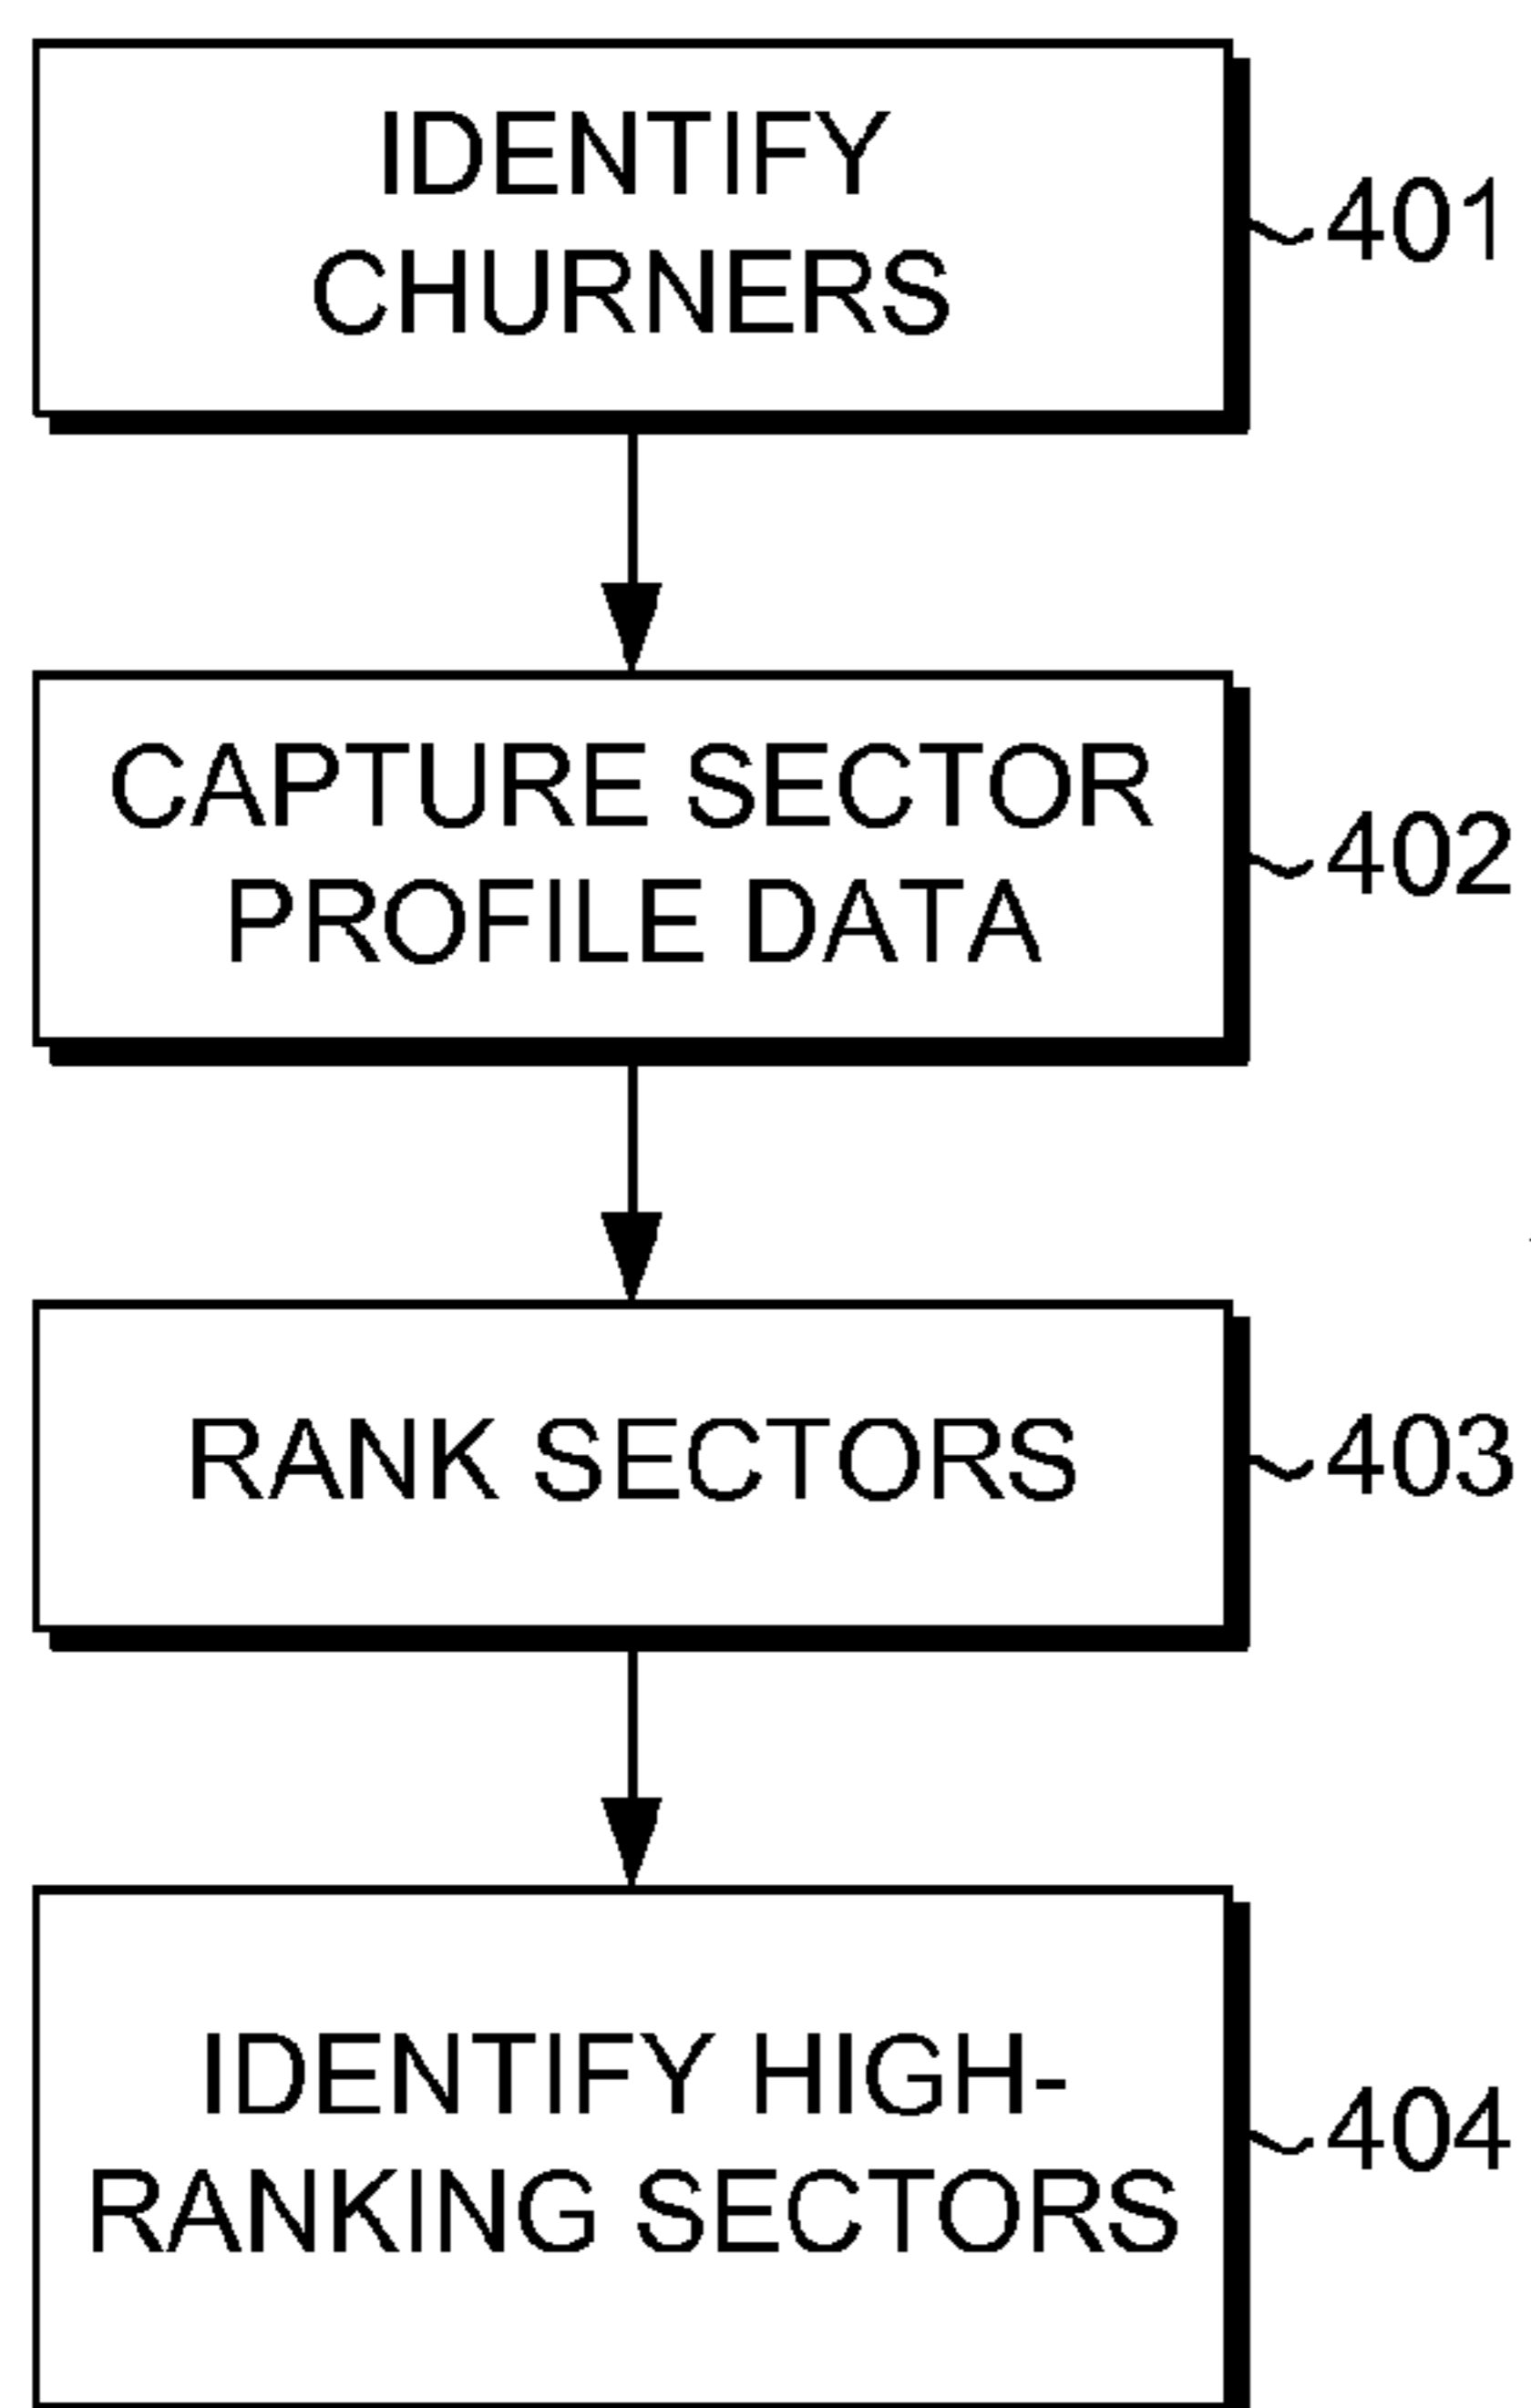 IDENTIFY
CHURNERS
401
CAPTURE SECTOR
PROFILE DATA
402
RANK SECTORS
403
IDENTIFY HIGH-
RANKING SECTORS
404